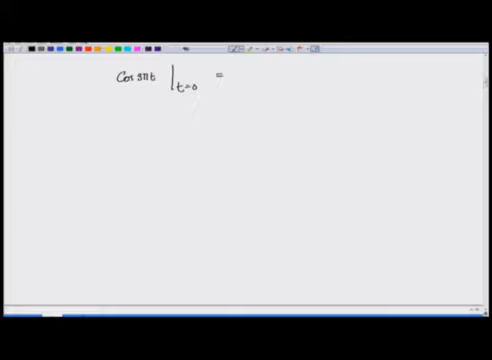 Cos 3πt |t=0 =